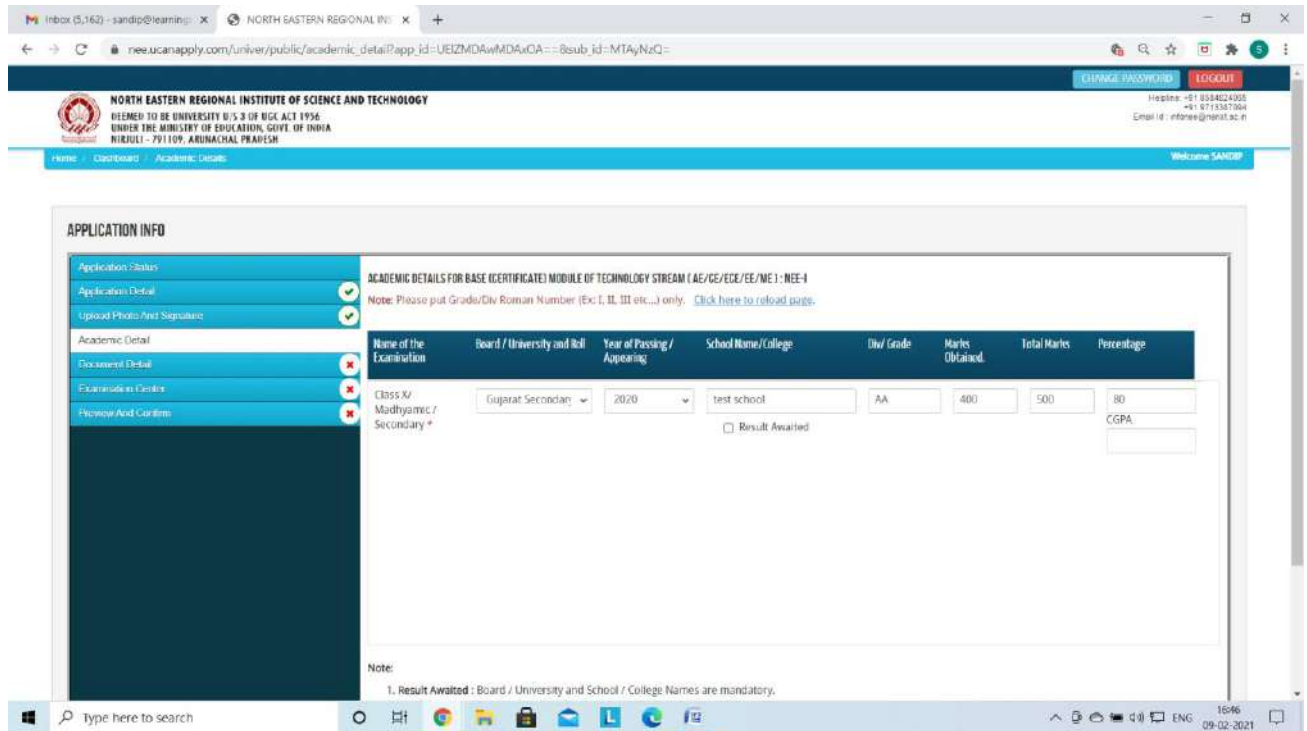 Inbox (5,162) - sandip@learning
NORTH EASTERN REGIONAL INS
nee.ucanapply.com/univer/public/academic_detail?app_id=UElZMDAwMDAxOA==&sub_id=MTAyNzQ=
CHANGE PASSWORD LOGOUT
NORTH EASTERN REGIONAL INSTITUTE OF SCIENCE AND TECHNOLOGY
DEEMED TO BE UNIVERSITY U/S 3 OF UGC ACT 1956
UNDER THE MINISTRY OF EDUCATION, GOVT. OF INDIA
NIRJULI - 791109, ARUNACHAL PRADESH
Helpline:
Email Id :
Home / Dashboard / Academic Details
Welcome SANDIP
APPLICATION INFO
Application Status
Application Detail
Upload Photo And Signature
Academic Detail
Document Detail
Examination Center
Preview And Confirm
ACADEMIC DETAILS FOR BASE (CERTIFICATE) MODULE OF TECHNOLOGY STREAM ( AE/CE/ECE/EE/ME ) : NEE-I
Note: Please put Grade/Div Roman Number (Ex: I, II, III etc...) only. Click here to reload page.
Name of the Examination
Board / University and Roll
Year of Passing / Appearing
School Name/College
Div/ Grade
Marks Obtained.
Total Marks
Percentage
Class X/ Madhyamic / Secondary *
Gujarat Secondary
2020
test school
Result Awaited
AA
400
500
80
CGPA
Note:
1. Result Awaited : Board / University and School / College Names are mandatory.
Type here to search
ENG
16:46
09-02-2021